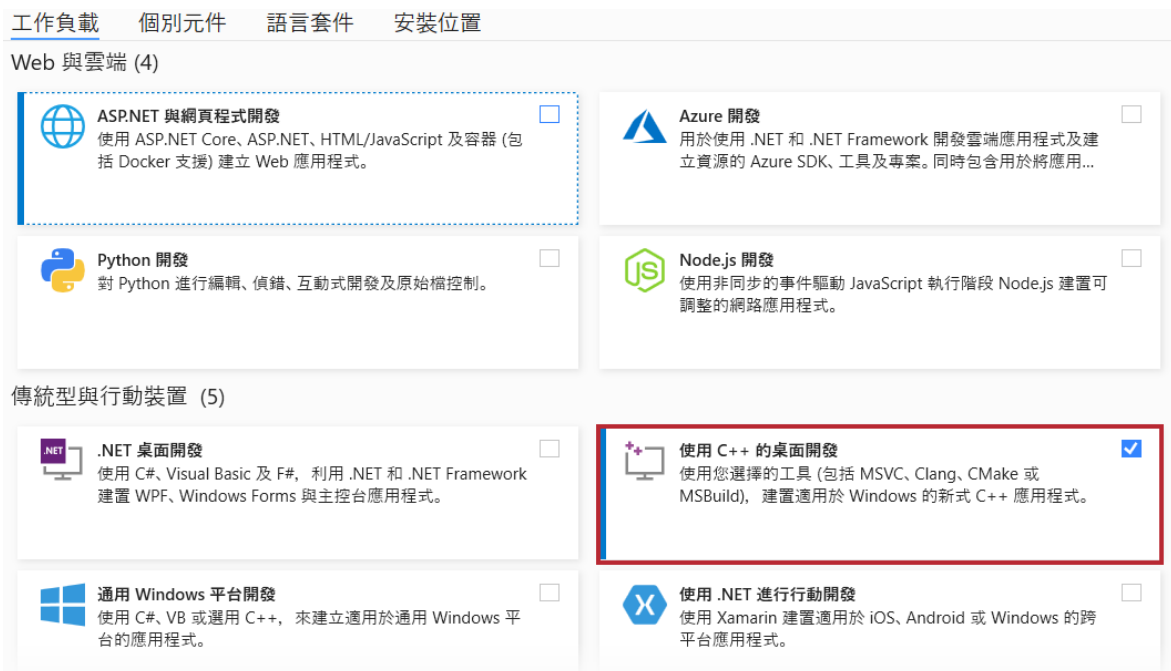 工作負載 個別元件 語言套件 安裝位置
Web 與雲端 (4)
ASP.NET 與網頁程式開發
使用 ASP.NET Core、ASP.NET、HTML/JavaScript 及容器 (包
括 Docker 支援) 建立 Web 應用程式。
Azure 開發
用於使用 .NET 和 .NET Framework 開發雲端應用程式及建
立資源的 Azure SDK、工具及專案。同時包含用於將應用...
Python 開發
對 Python 進行編輯、偵錯、互動式開發及原始檔控制。
JS
Node.js 開發
使用非同步的事件驅動 JavaScript 執行階段 Node.js 建置可
調整的網路應用程式。
傳統型與行動裝置 (5)
.NET
.NET 桌面開發
使用 C#、Visual Basic 及 F#，利用 .NET 和 .NET Framework
建置 WPF、Windows Forms 與主控台應用程式。
使用 C++ 的桌面開發
使用您選擇的工具 (包括 MSVC、Clang、CMake 或
MSBuild)，建置適用於 Windows 的新式 C++ 應用程式。
通用 Windows 平台開發
使用 C#、VB 或選用 C++，來建立適用於通用 Windows 平
台的應用程式。
使用 .NET 進行行動開發
使用 Xamarin 建置適用於 iOS、Android 或 Windows 的跨
平台應用程式。